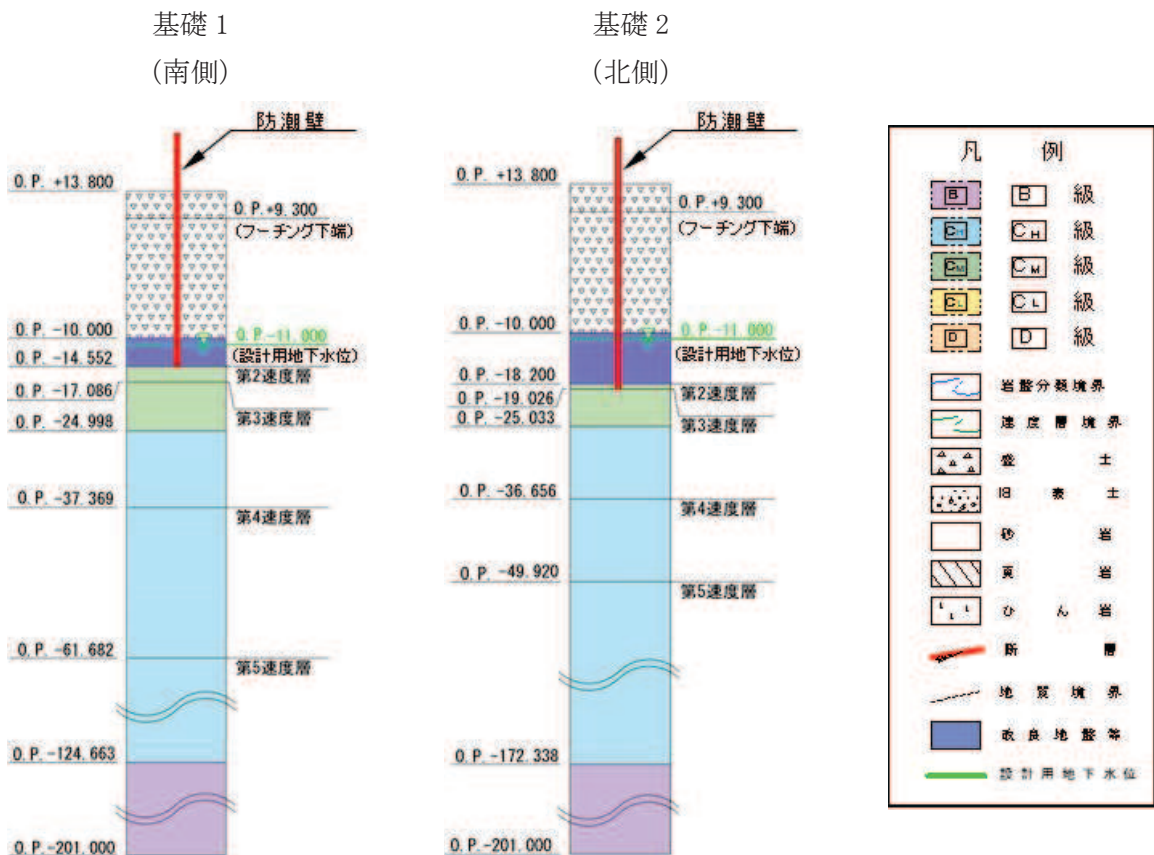 基礎 1
(南側)
防潮壁
O.P. +13.800
O.P.+9.300
(フーチング下端)
O.P. -10.000
O.P.-11.000
(設計用地下水位)
O.P. -14.552
第2速度層
O.P. -17.086
第3速度層
O.P. -24.998
O.P. -37.369
第4速度層
O.P. -61.682
第5速度層
O.P.-124.663
O.P.-201.000
基礎 2
(北側)
防潮壁
O.P. +13.800
O.P.+9.300
(フーチング下端)
O.P. -10.000
O.P.-11.000
(設計用地下水位)
O.P. -18.200
第2速度層
O.P. -19.026
第3速度層
O.P. -25.033
O.P. -36.656
第4速度層
O.P. -49.920
第5速度層
O.P.-172.338
O.P.-201.000
凡 例
B B 級
CH CH 級
CM CM 級
CL CL 級
D D 級
岩盤分類境界
速度層境界
盛土
旧表土
砂岩
頁岩
ひん岩
断層
地質境界
改良地盤等
設計用地下水位